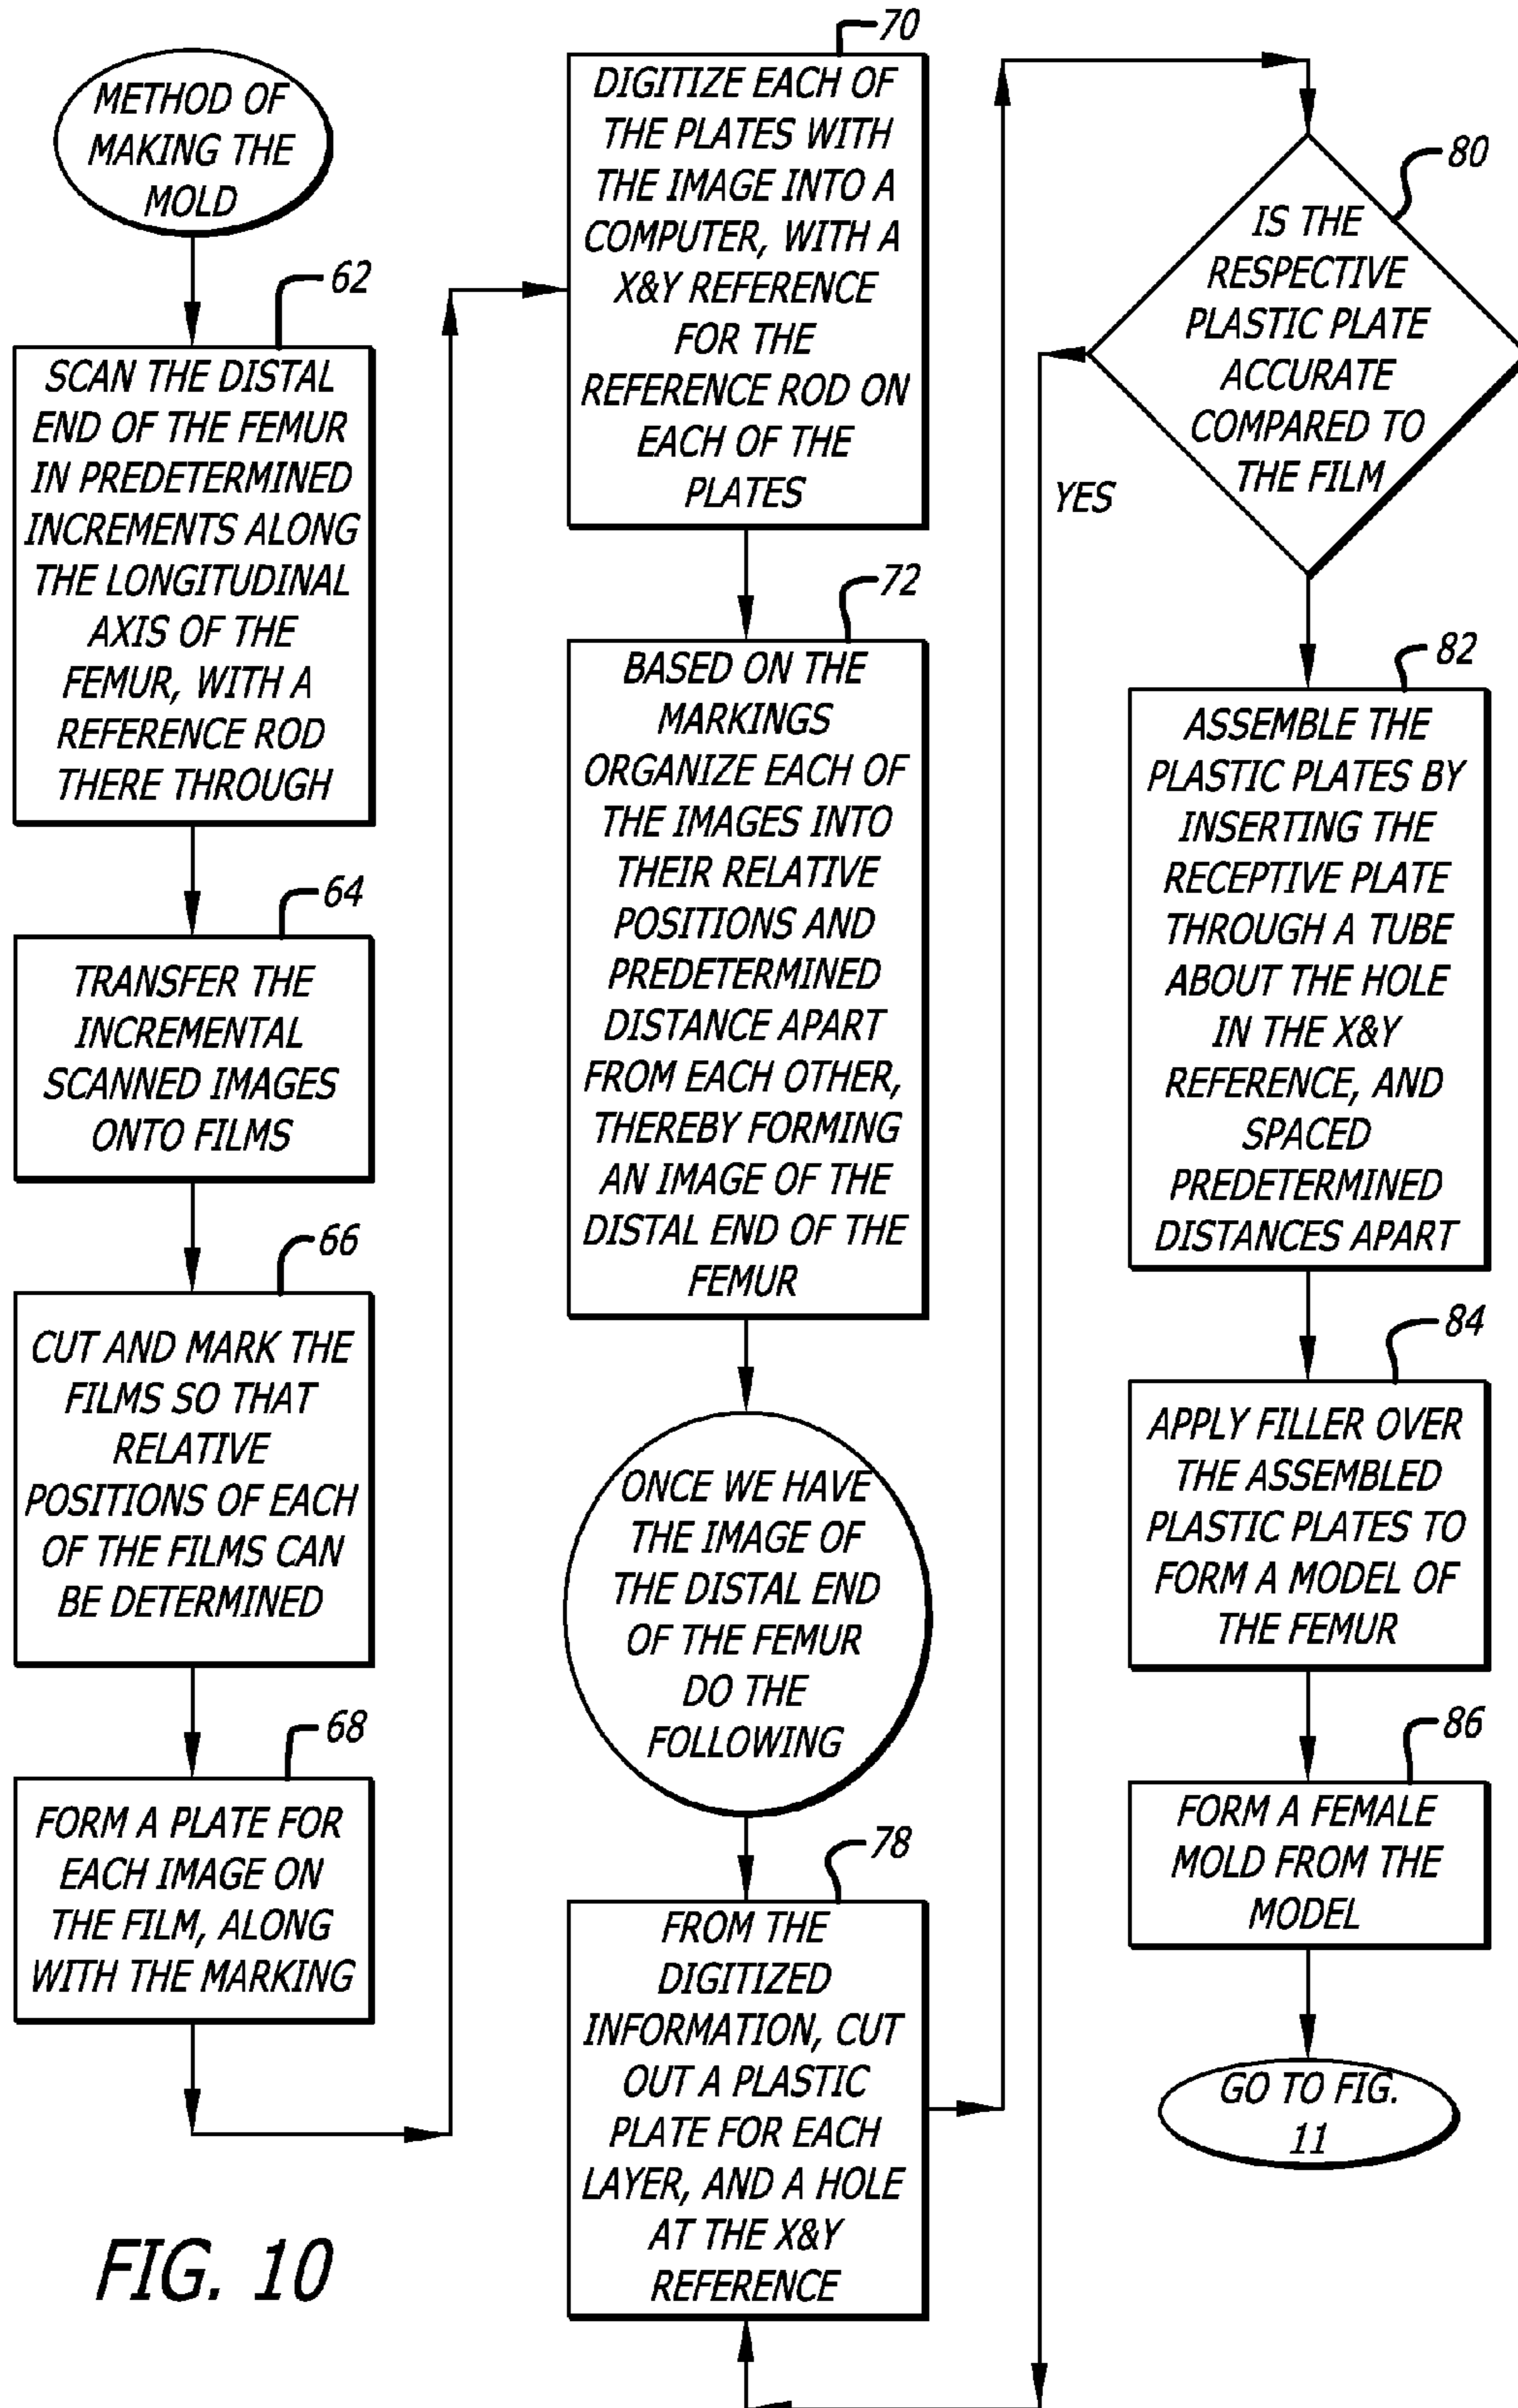 METHOD OF
MAKING THE
MOLD
62
SCAN THE DISTAL
END OF THE FEMUR
IN PREDETERMINED
INCREMENTS ALONG
THE LONGITUDINAL
AXIS OF THE
FEMUR, WITH A
REFERENCE ROD
THERE THROUGH
64
TRANSFER THE
INCREMENTAL
SCANNED IMAGES
ONTO FILMS
66
CUT AND MARK THE
FILMS SO THAT
RELATIVE
POSITIONS OF EACH
OF THE FILMS CAN
BE DETERMINED
68
FORM A PLATE FOR
EACH IMAGE ON
THE FILM, ALONG
WITH THE MARKING
70
DIGITIZE EACH OF
THE PLATES WITH
THE IMAGE INTO A
COMPUTER, WITH A
X&Y REFERENCE
FOR THE
REFERENCE ROD ON
EACH OF THE
PLATES
72
BASED ON THE
MARKINGS
ORGANIZE EACH OF
THE IMAGES INTO
THEIR RELATIVE
POSITIONS AND
PREDETERMINED
DISTANCE APART
FROM EACH OTHER,
THEREBY FORMING
AN IMAGE OF THE
DISTAL END OF THE
FEMUR
ONCE WE HAVE
THE IMAGE OF
THE DISTAL END
OF THE FEMUR
DO THE
FOLLOWING
78
FROM THE
DIGITIZED
INFORMATION, CUT
OUT A PLASTIC
PLATE FOR EACH
LAYER, AND A HOLE
AT THE X&Y
REFERENCE
80
IS THE
RESPECTIVE
PLASTIC PLATE
ACCURATE
COMPARED TO
THE FILM
YES
82
ASSEMBLE THE
PLASTIC PLATES BY
INSERTING THE
RECEPTIVE PLATE
THROUGH A TUBE
ABOUT THE HOLE
IN THE X&Y
REFERENCE, AND
SPACED
PREDETERMINED
DISTANCES APART
84
APPLY FILLER OVER
THE ASSEMBLED
PLASTIC PLATES TO
FORM A MODEL OF
THE FEMUR
86
FORM A FEMALE
MOLD FROM THE
MODEL
GO TO FIG.
11
FIG. 10